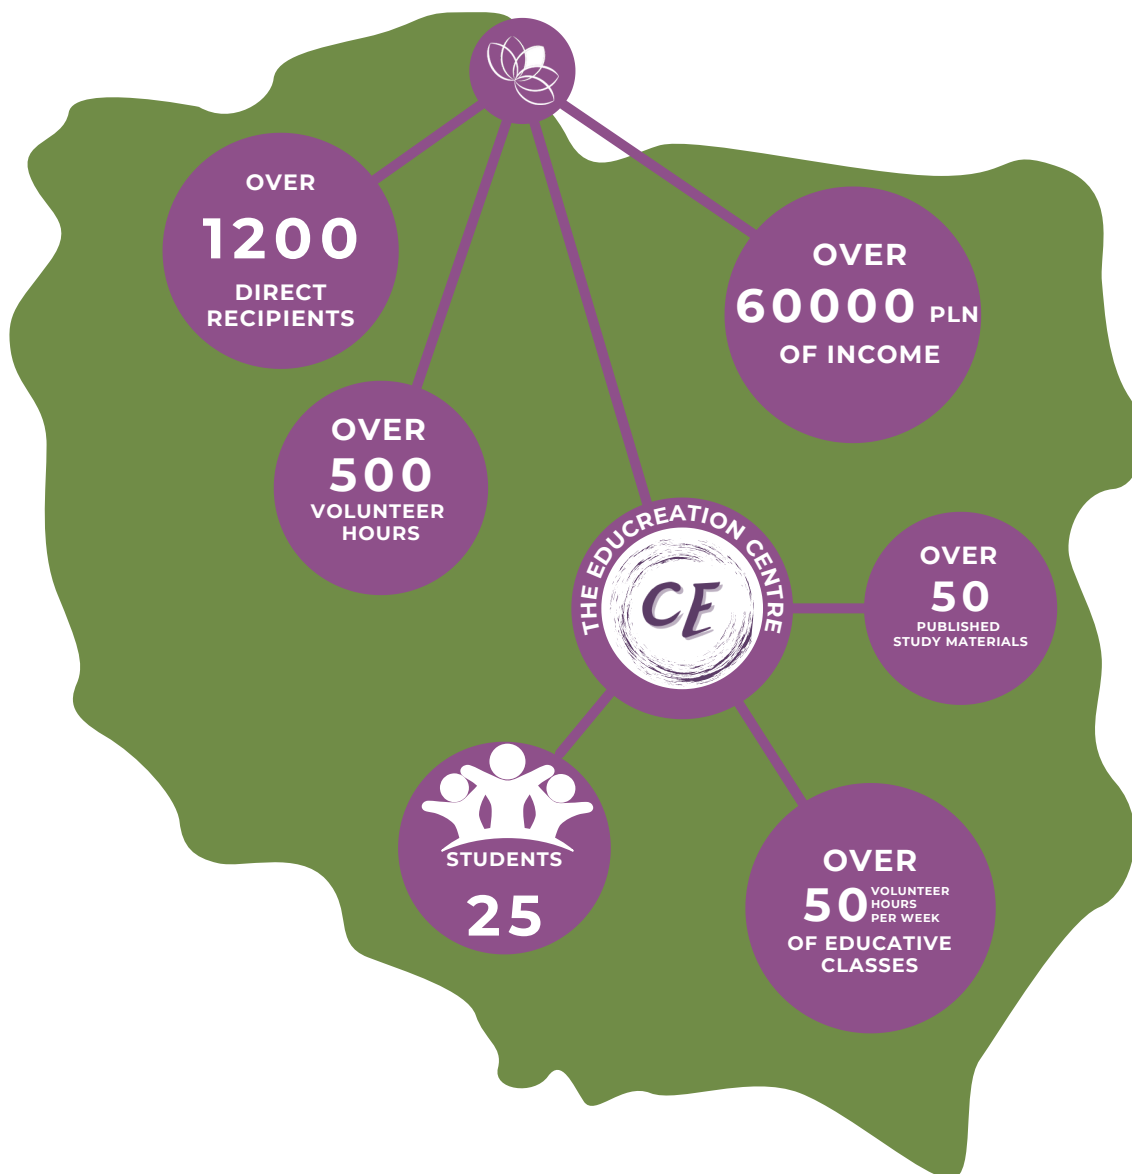 OVER
1200
DIRECT
RECIPIENTS
OVER
60000 PLN
OF INCOME
OVER
500
VOLUNTEER
HOURS
THE EDUCREATION CENTRE
CE
OVER
50
PUBLISHED
STUDY MATERIALS
STUDENTS
25
OVER
50 VOLUNTEER
HOURS
PER WEEK
OF EDUCATIVE
CLASSES